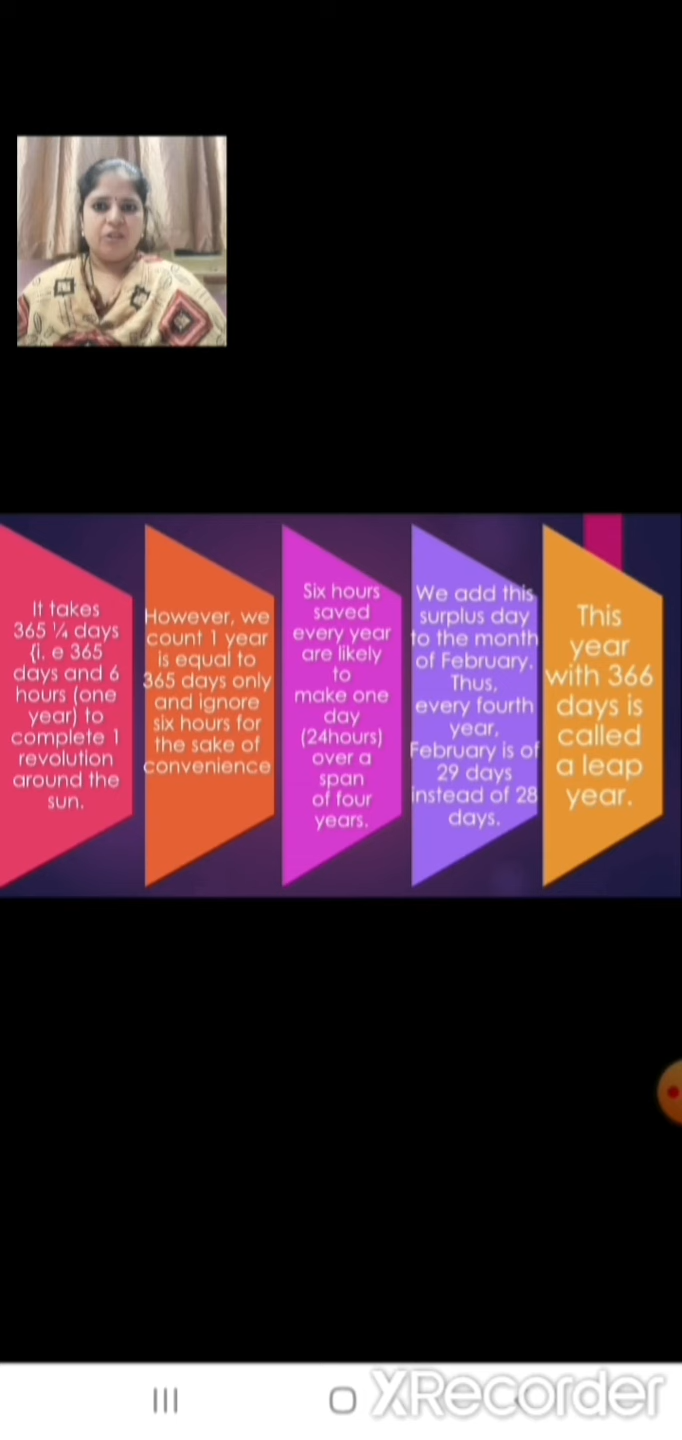 It takes
365 ¼ days
{i. e 365
days and 6
hours (one
year) to
complete 1
revolution
around the
sun.
However, we
count 1 year
is equal to
365 days only
and ignore
six hours for
the sake of
convenience
Six hours
saved
every year
are likely
to
make one
day
(24hours)
over a
span
of four
years.
We add this
surplus day
to the month
of February.
Thus,
every fourth
year,
February is of
29 days
instead of 28
days.
This
year
with 366
days is
called
a leap
year.
XRecorder